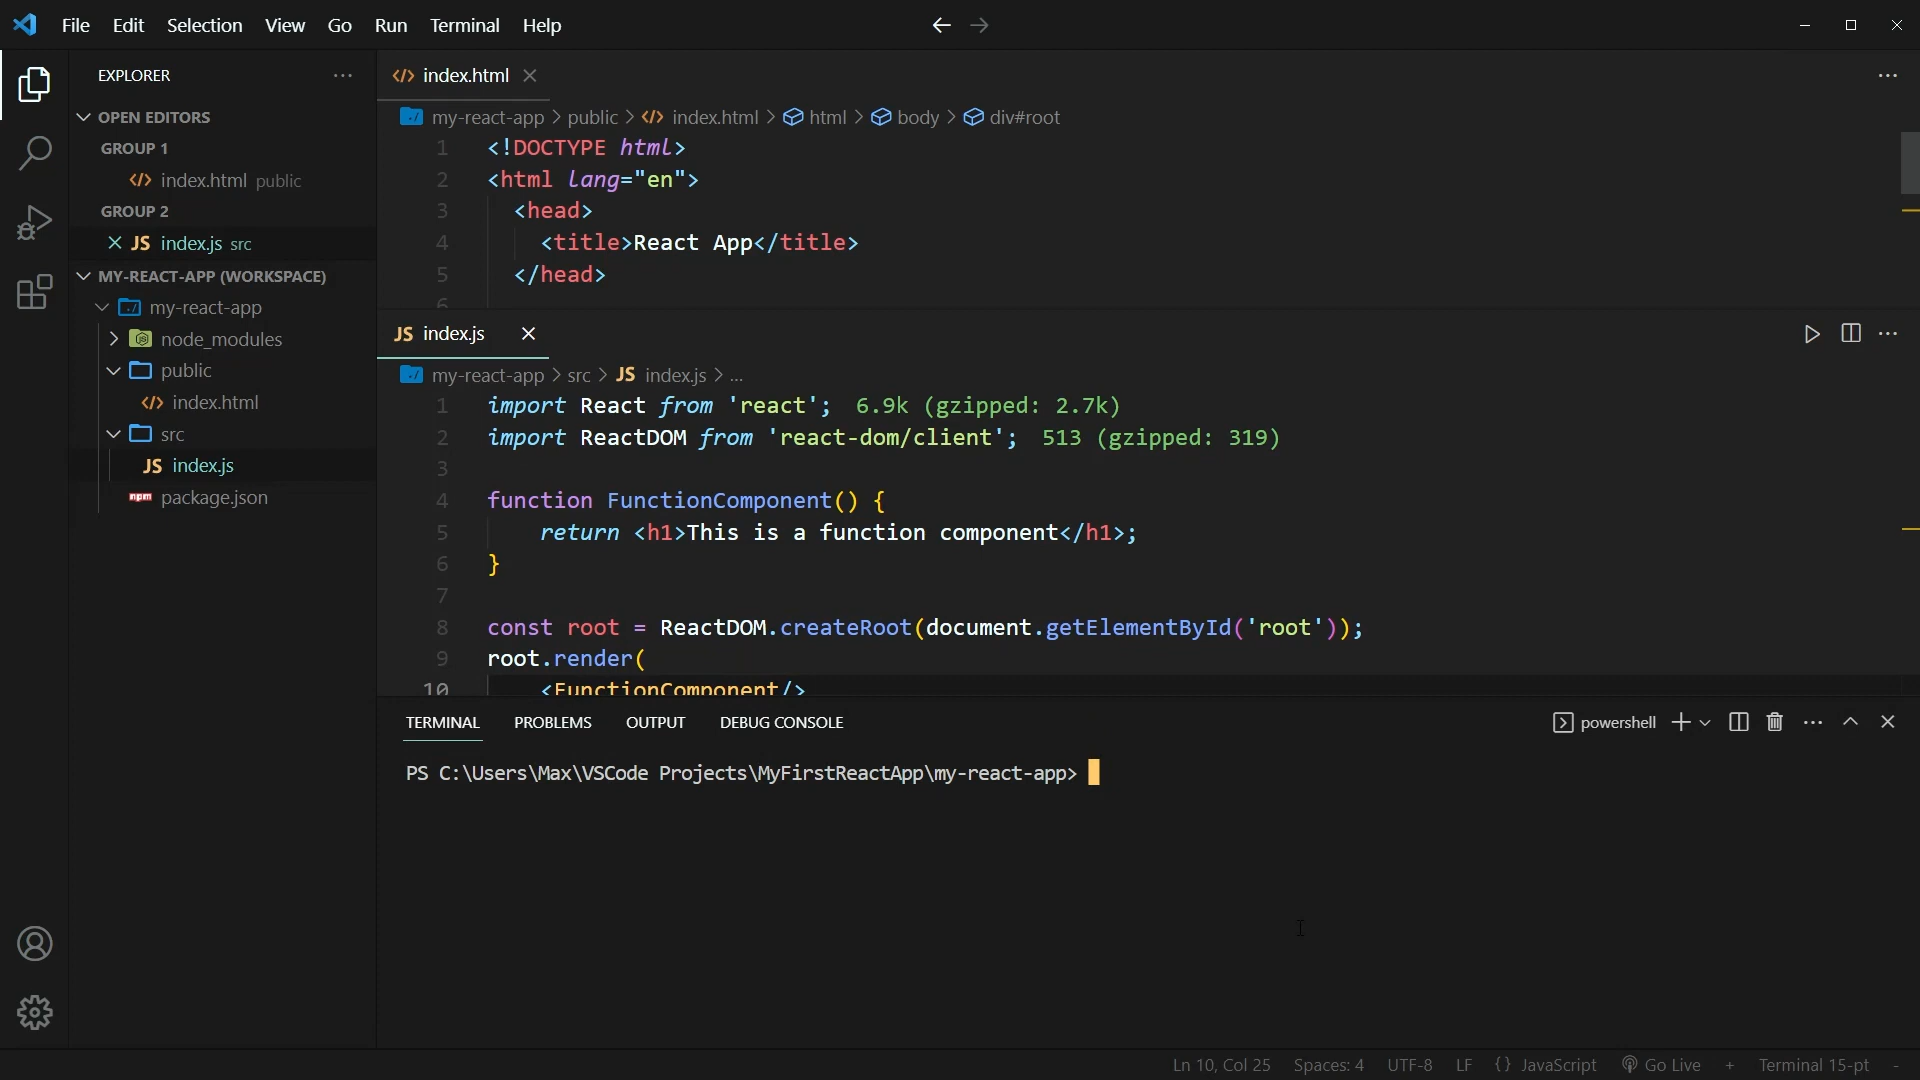 File Edit Selection View Go Run Terminal Help
EXPLORER
OPEN EDITORS
GROUP 1
index.html public
GROUP 2
JS index.js src
MY-REACT-APP (WORKSPACE)
my-react-app
node_modules
public
index.html
src
JS index.js
npm package.json
index.html
my-react-app > public > index.html > html > body > div#root
1 <!DOCTYPE html>
2 <html lang="en">
3 <head>
4 <title>React App</title>
5 </head>
6
JS index.js
my-react-app > src > JS index.js > ...
1 import React from 'react'; 6.9k (gzipped: 2.7k)
2 import ReactDOM from 'react-dom/client'; 513 (gzipped: 319)
3
4 function FunctionComponent() {
5 return <h1>This is a function component</h1>;
6 }
7
8 const root = ReactDOM.createRoot(document.getElementById('root'));
9 root.render(
10 <FunctionComponent/>
TERMINAL PROBLEMS OUTPUT DEBUG CONSOLE powershell
PS C:\Users\Max\VSCode Projects\MyFirstReactApp\my-react-app>
Ln 10, Col 25 Spaces: 4 UTF-8 LF {} JavaScript Go Live + Terminal 15-pt -